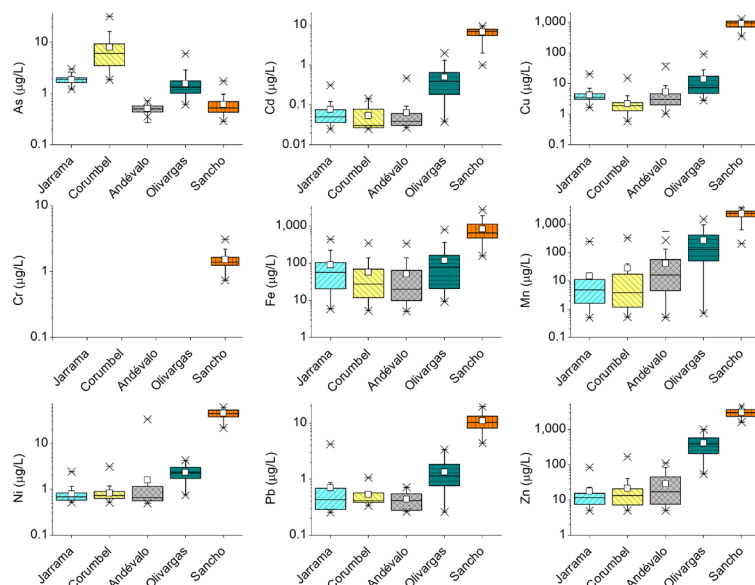 As (µg/L)
10
1
0.1
Jarrama
Corumbel
Andévalo
Olivargas
Sancho
Cd (µg/L)
10
1
0.1
0.01
Jarrama
Corumbel
Andévalo
Olivargas
Sancho
Cu (µg/L)
1,000
100
10
1
0.1
Jarrama
Corumbel
Andévalo
Olivargas
Sancho
Cr (µg/L)
10
1
0.1
Jarrama
Corumbel
Andévalo
Olivargas
Sancho
Fe (µg/L)
1,000
100
10
1
Jarrama
Corumbel
Andévalo
Olivargas
Sancho
Mn (µg/L)
1,000
100
10
1
Jarrama
Corumbel
Andévalo
Olivargas
Sancho
Ni (µg/L)
10
1
0.1
Jarrama
Corumbel
Andévalo
Olivargas
Sancho
Pb (µg/L)
10
1
0.1
Jarrama
Corumbel
Andévalo
Olivargas
Sancho
Zn (µg/L)
1,000
100
10
1
Jarrama
Corumbel
Andévalo
Olivargas
Sancho